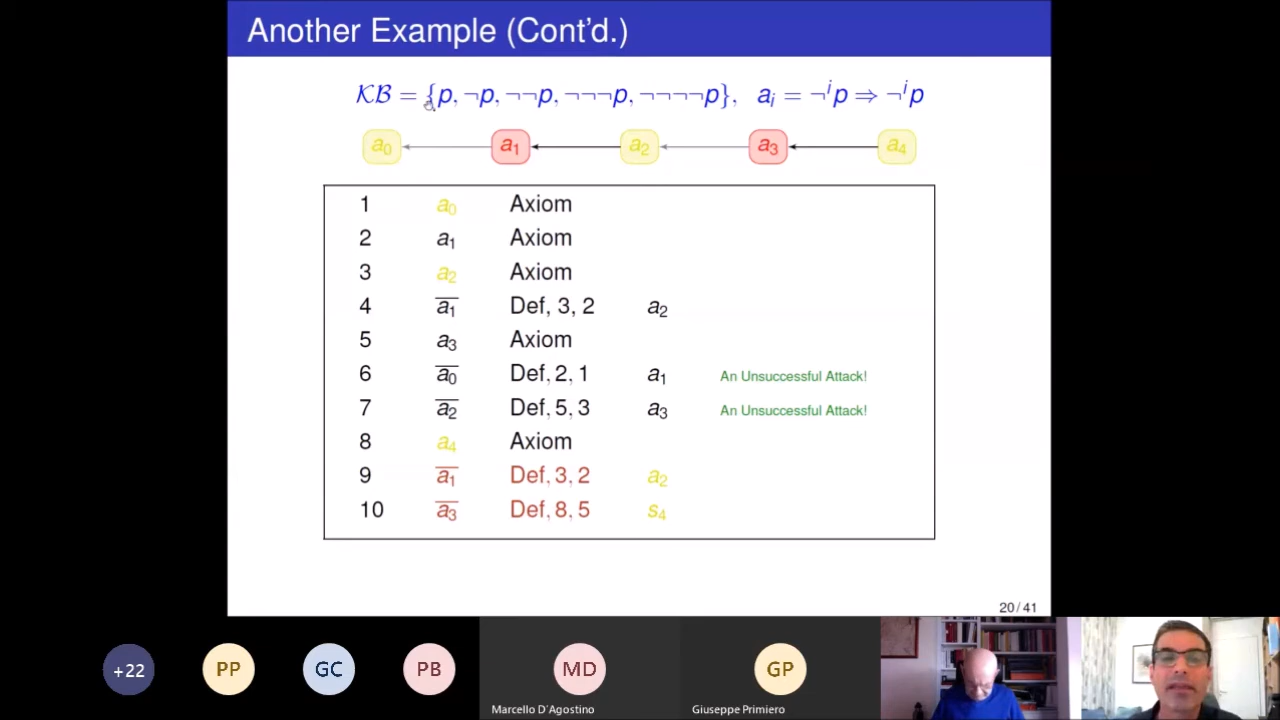 Another Example (Cont'd.)
𝒦ℬ = {p, ¬p, ¬¬p, ¬¬¬p, ¬¬¬¬p}, aᵢ = ¬ⁱp ⇒ ¬ⁱp
a₀ a₁ a₂ a₃ a₄
1 a₀ Axiom
2 a₁ Axiom
3 a₂ Axiom
4 a̅₁ Def, 3, 2 a₂
5 a₃ Axiom
6 a̅₀ Def, 2, 1 a₁ An Unsuccessful Attack!
7 a̅₂ Def, 5, 3 a₃ An Unsuccessful Attack!
8 a₄ Axiom
9 a̅₁ Def, 3, 2 a₂
10 a̅₃ Def, 8, 5 s₄
20 / 41
+22 PP GC PB MD GP
Marcello D'Agostino Giuseppe Primiero